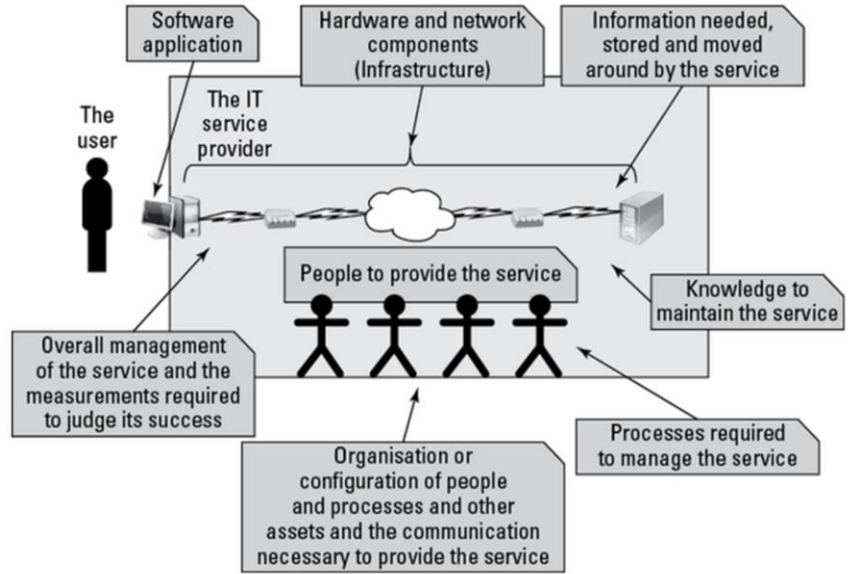 Software
application
Hardware and network
components
(Infrastructure)
Information needed,
stored and moved
around by the service
The
user
The IT
service
provider
People to provide the service
Knowledge to
maintain the service
Overall management
of the service and the
measurements required
to judge its success
Processes required
to manage the service
Organisation or
configuration of people
and processes and other
assets and the communication
necessary to provide the service